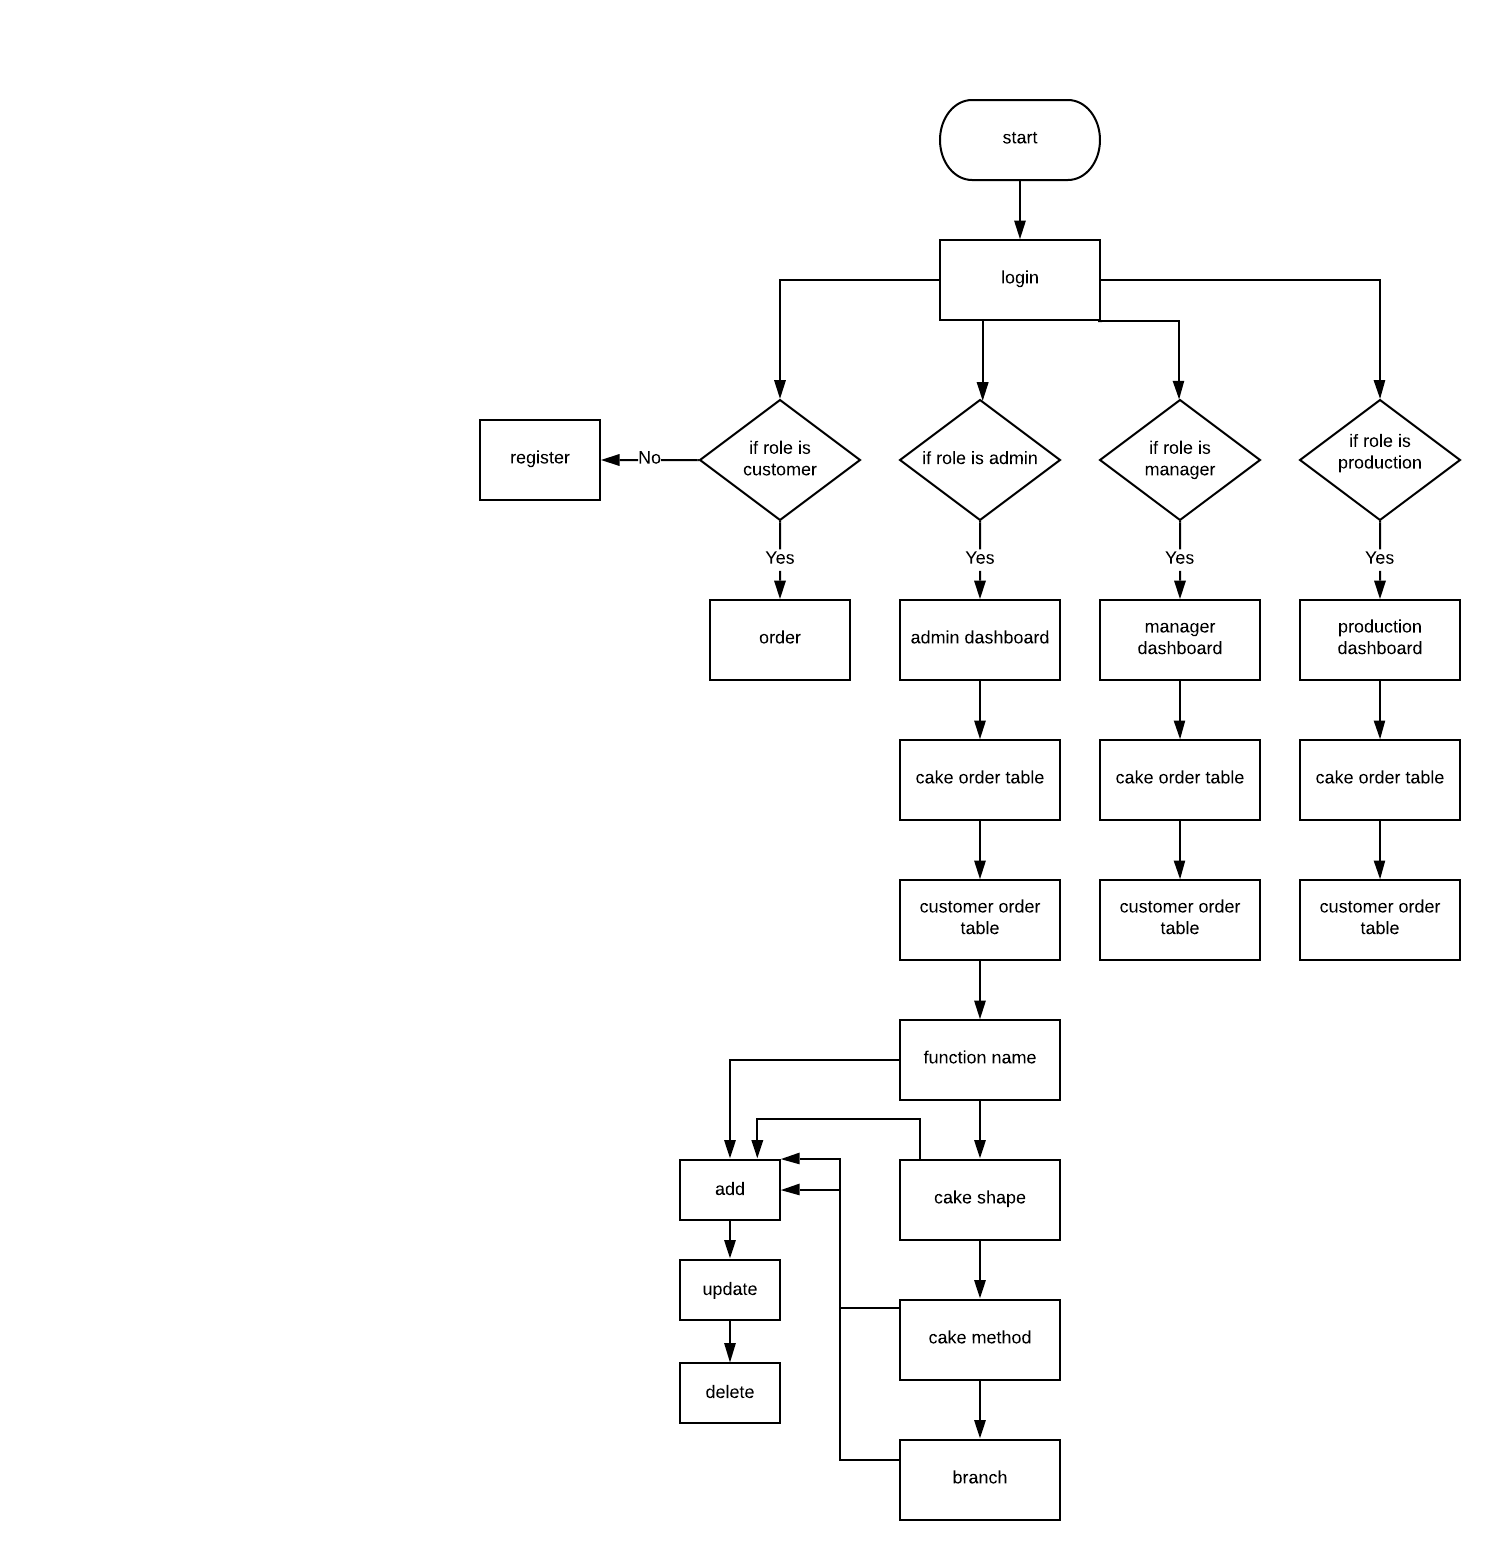 start
login
if role is
customer
if role is admin
if role is
manager
if role is
production
register
No
Yes
Yes
Yes
Yes
order
admin dashboard
manager
dashboard
production
dashboard
cake order table
cake order table
cake order table
customer order
table
customer order
table
customer order
table
function name
add
cake shape
update
cake method
delete
branch